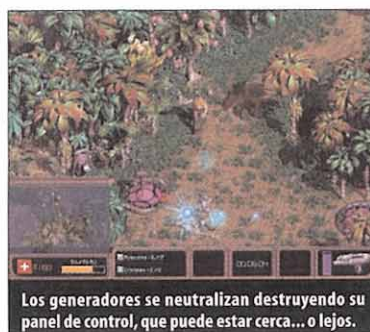 Los generadores se neutralizan destruyendo su
panel de control, que puede estar cerca... o lejos.